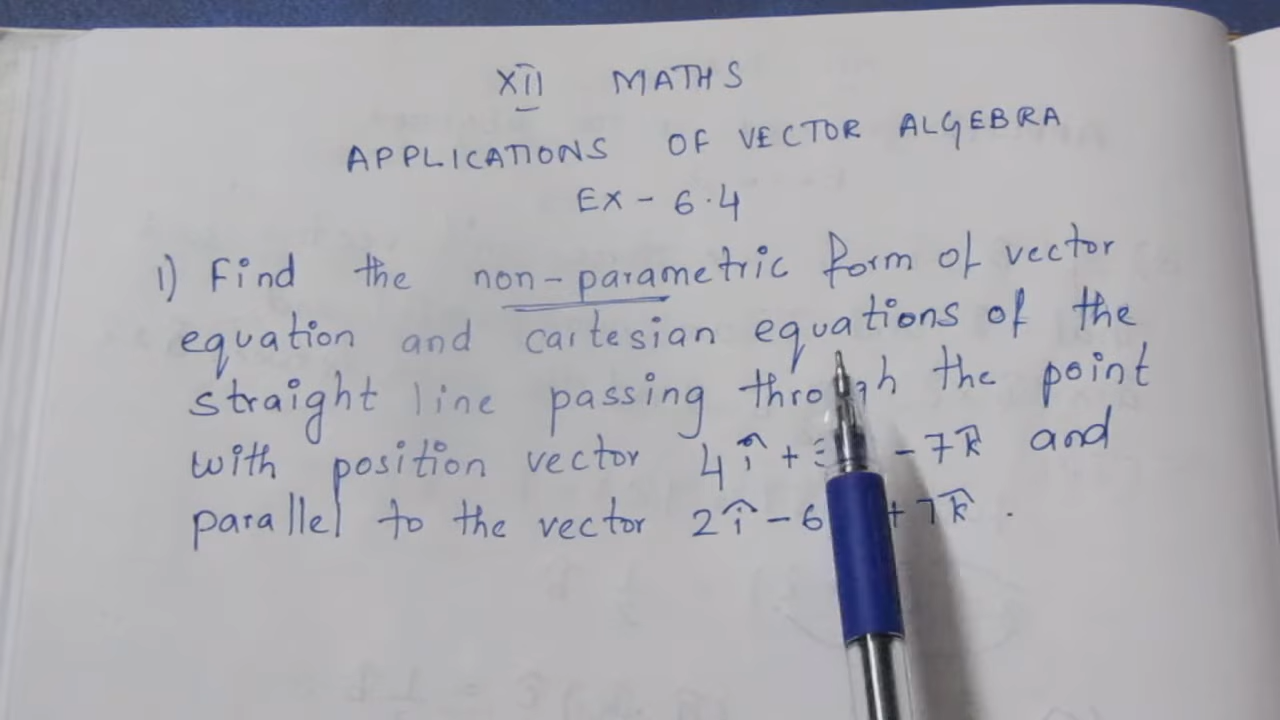 XII MATHS
APPLICATIONS OF VECTOR ALGEBRA
EX - 6.4
1) Find the non-parametric form of vector
equation and cartesian equations of the
straight line passing through the point
with position vector 4î + - 7k̂ and
parallel to the vector 2î - 6 + 7k̂ .